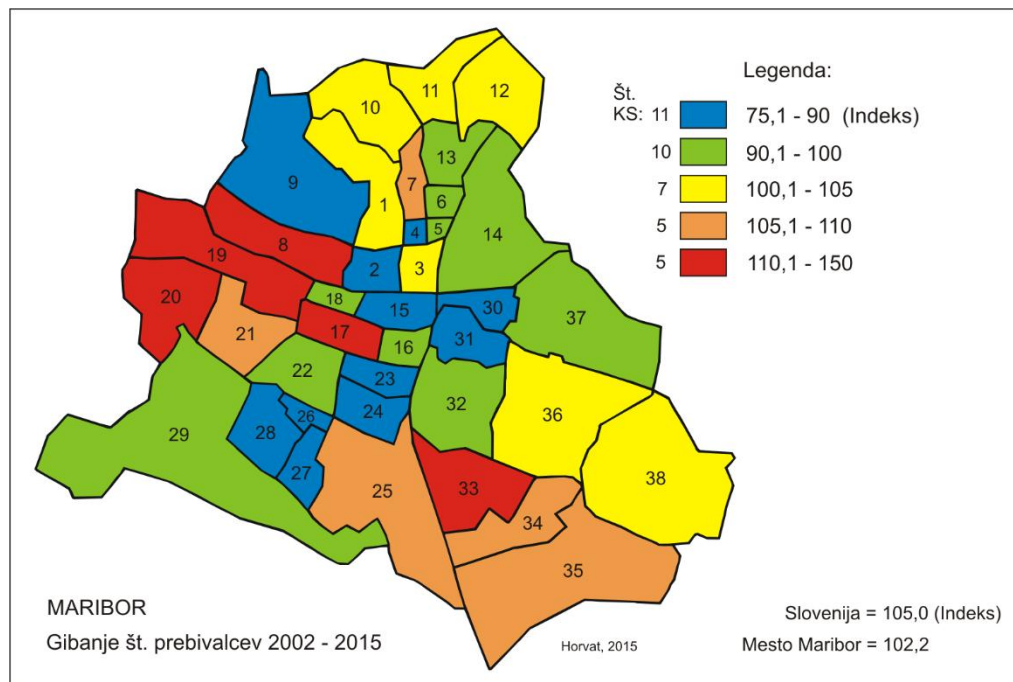 Legenda:
Št.
KS:
11 75,1 - 90 (Indeks)
10 90,1 - 100
7 100,1 - 105
5 105,1 - 110
5 110,1 - 150
11
12
10
13
7
9
6
1
4
5
8
14
19
2
3
20
18
15
30
37
21
17
31
16
22
23
32
36
24
26
29
28
27
38
25
33
34
35
MARIBOR
Gibanje št. prebivalcev 2002 - 2015
Horvat, 2015
Slovenija = 105,0 (Indeks)
Mesto Maribor = 102,2